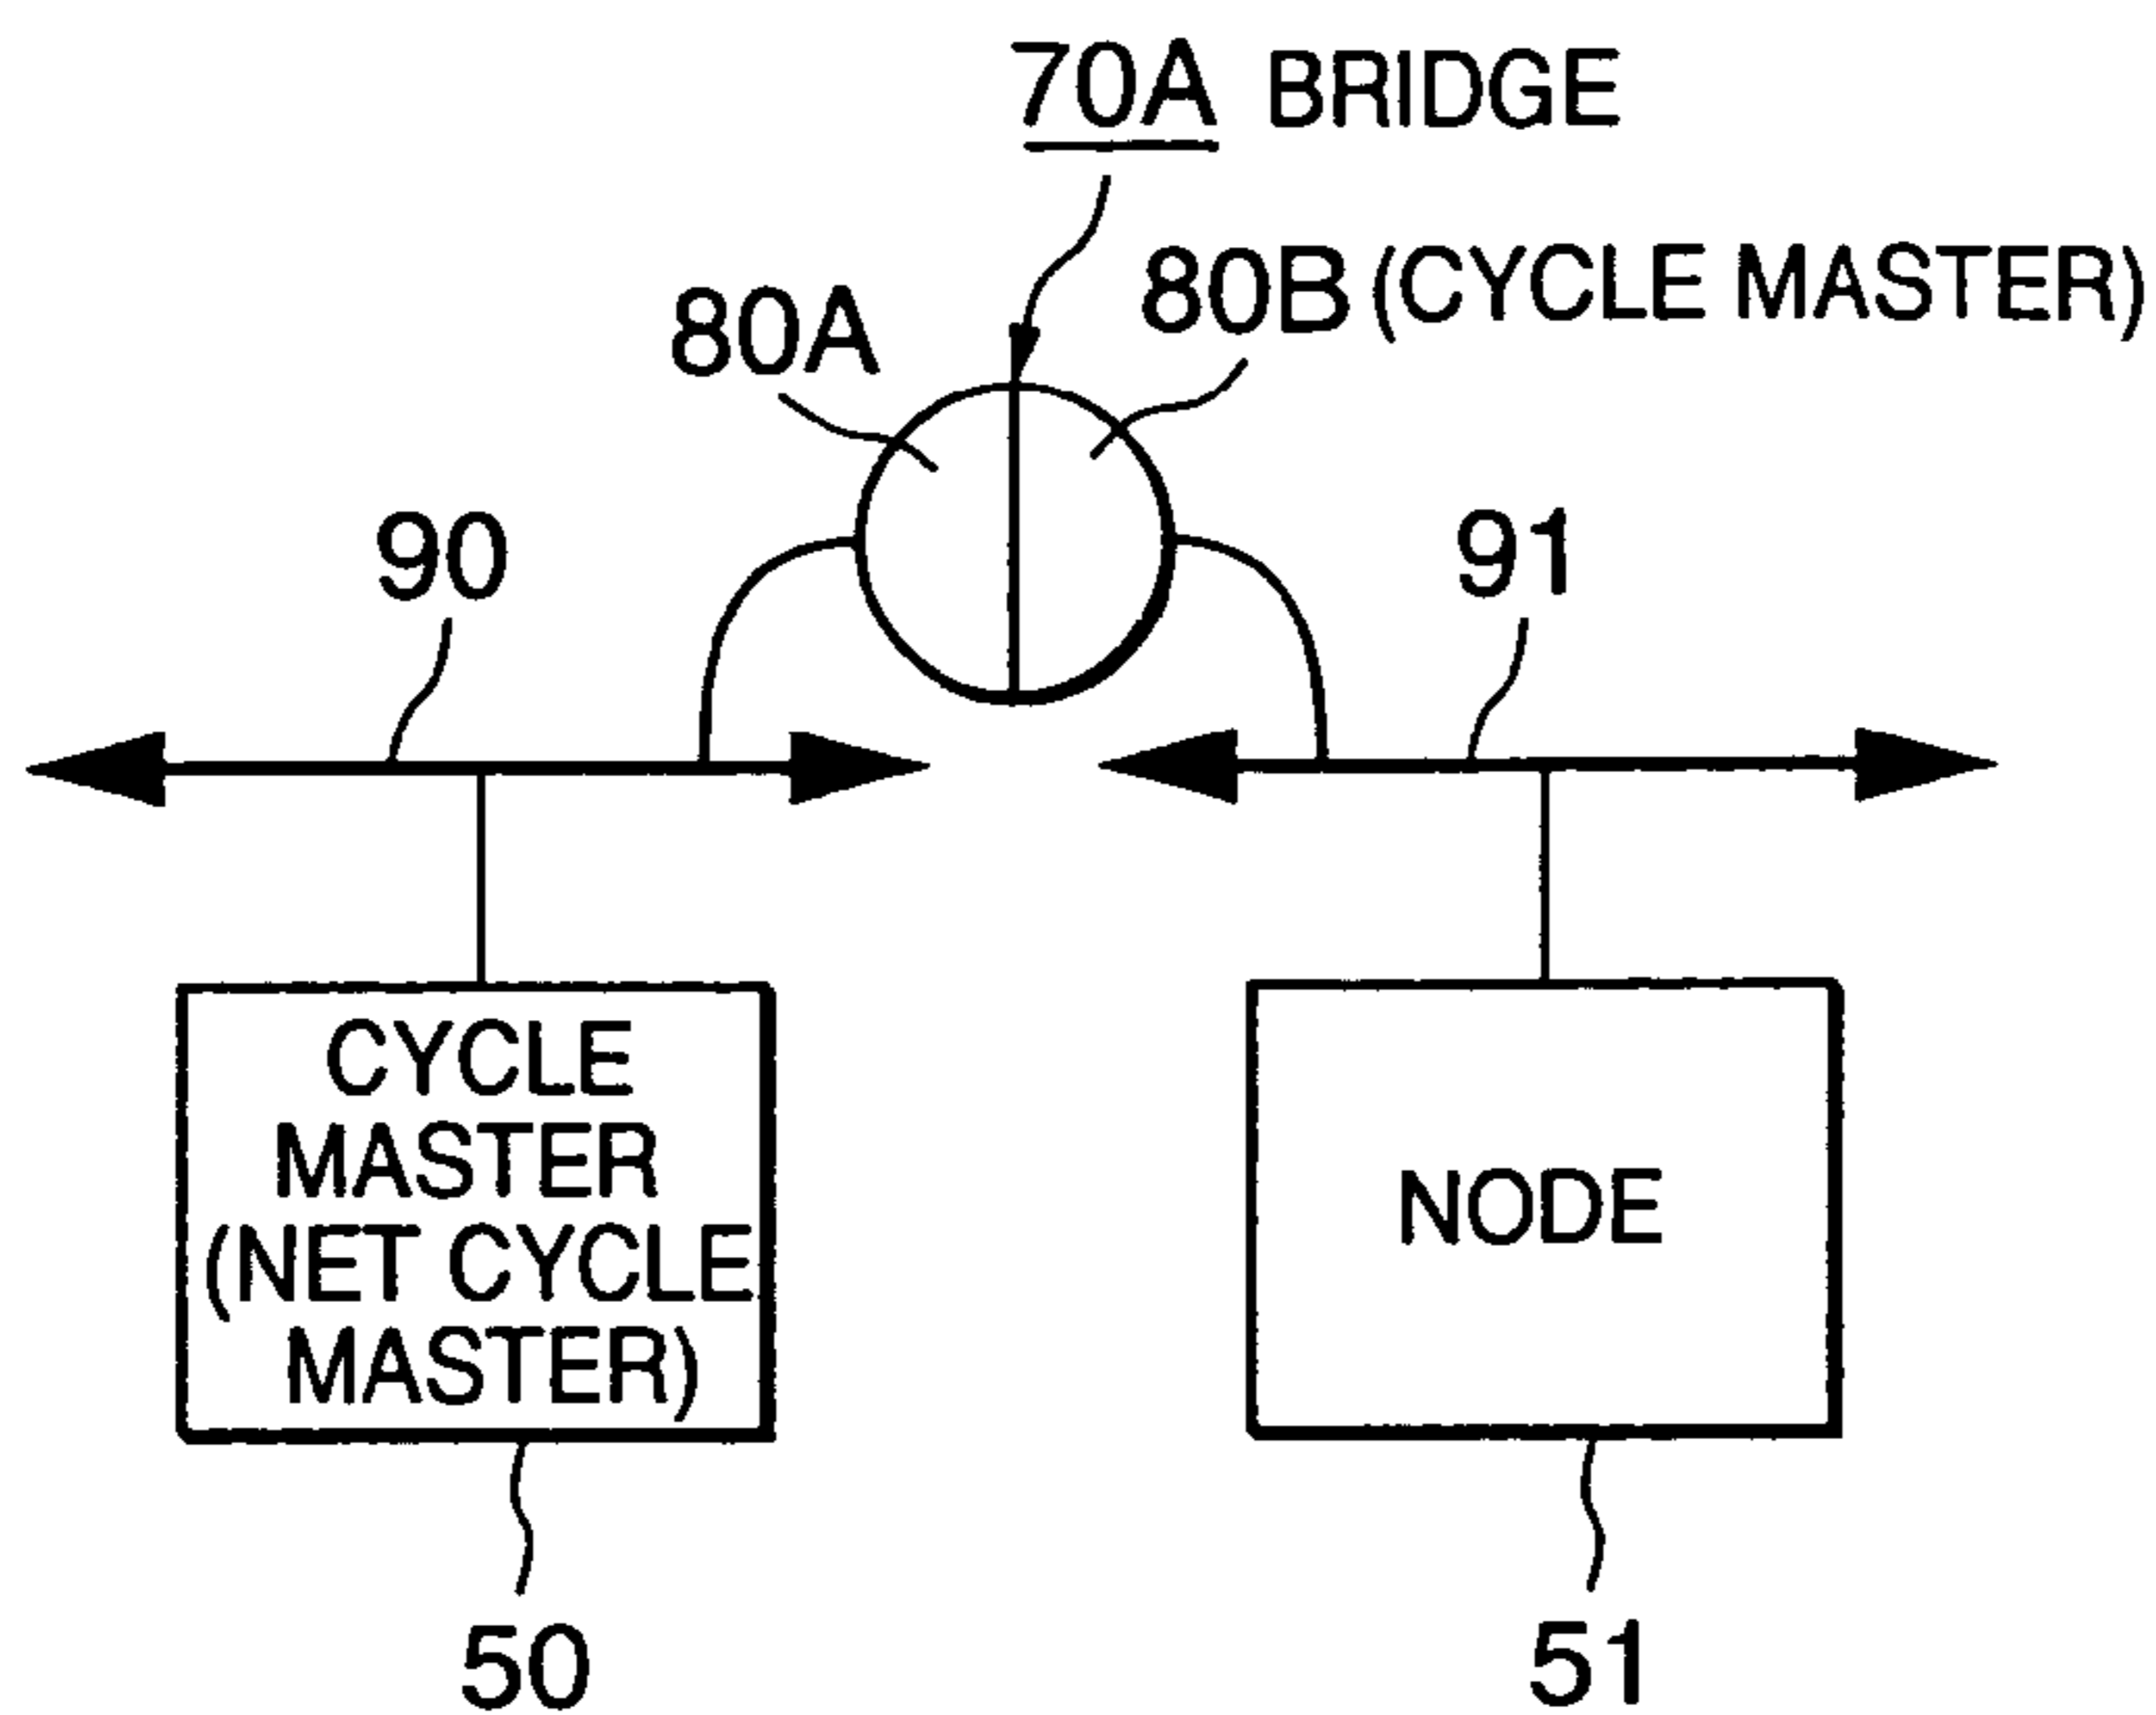 70A BRIDGE
80B (CYCLE MASTER)
80A
90
91
CYCLE
MASTER
(NET CYCLE
MASTER)
NODE
50
51